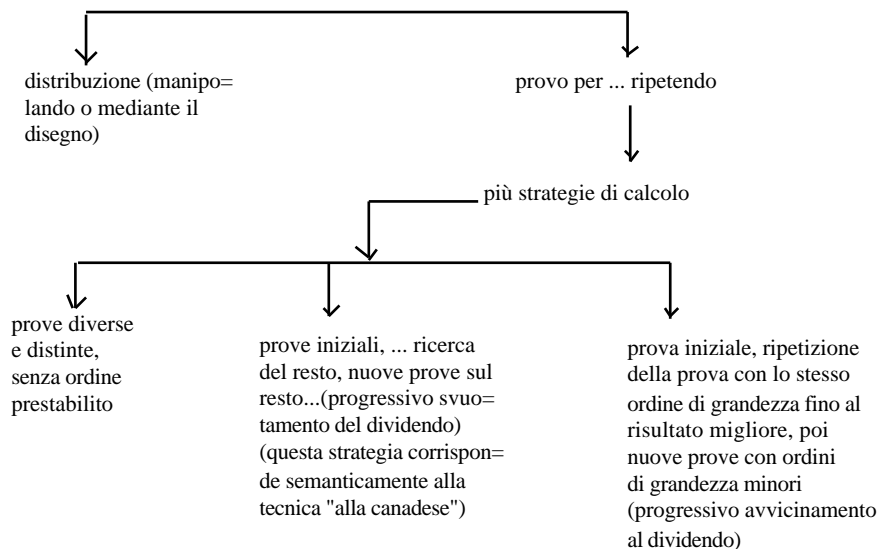 distribuzione (manipo=
lando o mediante il
disegno)
provo per ... ripetendo
più strategie di calcolo
prove diverse
e distinte,
senza ordine
prestabilito
prove iniziali, ... ricerca
del resto, nuove prove sul
resto...(progressivo svuo=
tamento del dividendo)
(questa strategia corrispon=
de semanticamente alla
tecnica "alla canadese")
prova iniziale, ripetizione
della prova con lo stesso
ordine di grandezza fino al
risultato migliore, poi
nuove prove con ordini
di grandezza minori
(progressivo avvicinamento
al dividendo)